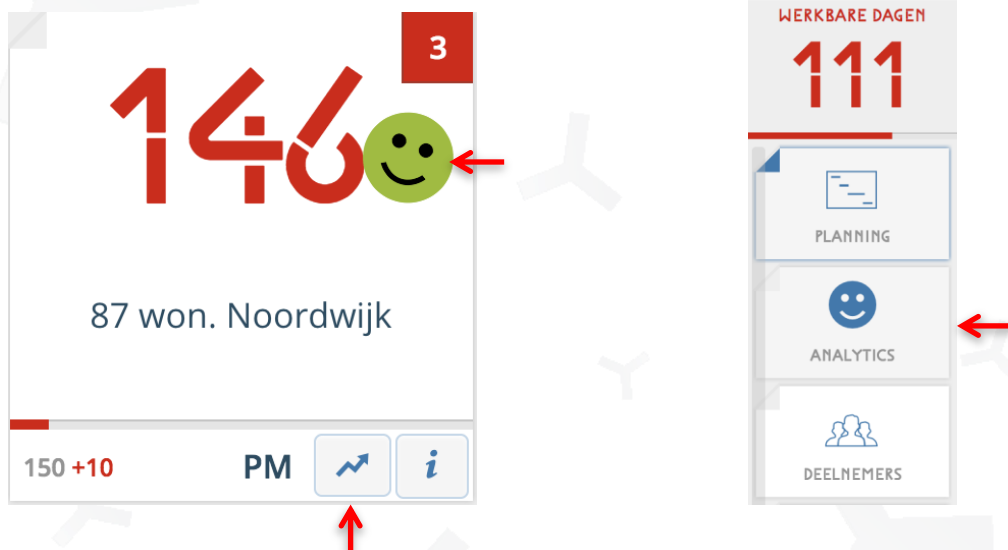 3
146
87 won. Noordwijk
150 +10 PM i
WERKBARE DAGEN
111
PLANNING
ANALYTICS
DEELNEMERS